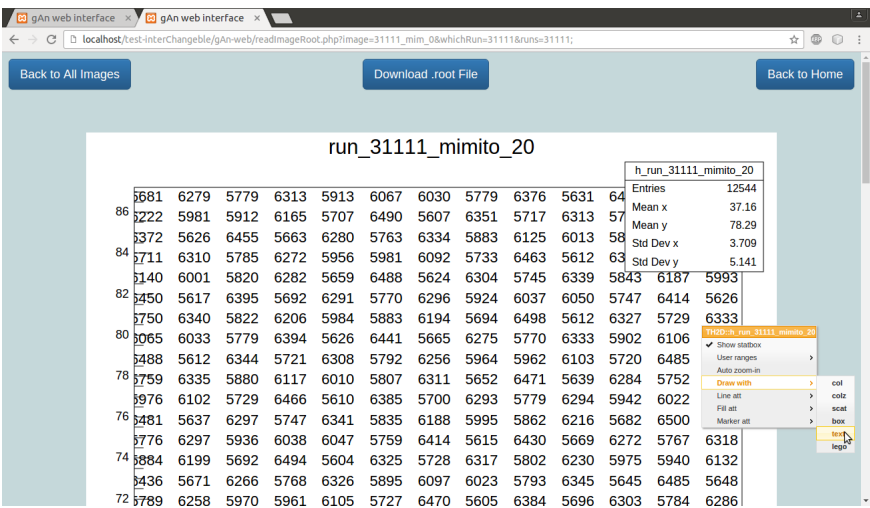 gAn web interface
gAn web interface
localhost/test-interChangeble/gAn-web/readImageRoot.php?image=31111_mim_0&whichRun=31111&runs=31111;
Back to All Images
Download .root File
Back to Home
run_31111_mimito_20
h_run_31111_mimito_20
Entries 12544
Mean x 37.16
Mean y 78.29
Std Dev x 3.709
Std Dev y 5.141
6279 5779 6313 5913 6067 6030 5779 6376 5631
86 5981 5912 6165 5707 6490 5607 6351 5717 6313
5626 6455 5663 6280 5763 6334 5883 6125 6013
84 6310 5785 6272 5956 5981 6092 5733 6463 5612
6001 5820 6282 5659 6488 5624 6304 5745 6339 5843 6187 5993
82 5617 6395 5692 6291 5770 6296 5924 6037 6050 5747 6414 5626
6340 5822 6206 5984 5883 6194 5694 6498 5612 6327 5729 6333
80 6033 5779 6394 5626 6441 5665 6275 5770 6333 5902 6106
5612 6344 5721 6308 5792 6256 5964 5962 6103 5720 6485
78 6335 5880 6117 6010 5807 6311 5652 6471 5639 6284 5752
6102 5729 6466 5610 6385 5700 6293 5779 6294 5942 6022
76 5637 6297 5747 6341 5835 6188 5995 5862 6216 5682 6500
6297 5936 6038 6047 5759 6414 5615 6430 5669 6272 5767 6318
74 6199 5692 6494 5604 6325 5728 6317 5802 6230 5975 5940 6132
5671 6266 5768 6326 5895 6097 6023 5793 6345 5645 6485 5648
72 6258 5970 5961 6105 5727 6470 5605 6384 5696 6303 5784 6286
TH2D::h_run_31111_mimito_20
Show statbox
User ranges
Auto zoom-in
Draw with
Line att
Fill att
Marker att
col
colz
scat
box
text
lego